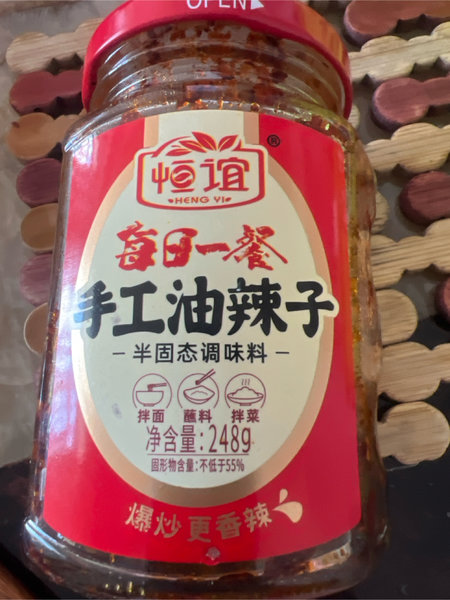 OPEN
恒谊
®
HENG YI
每日一餐
手工油辣子
半固态调味料
拌面 蘸料 拌菜
净含量:248g
固形物含量:不低于55%
爆炒更香辣